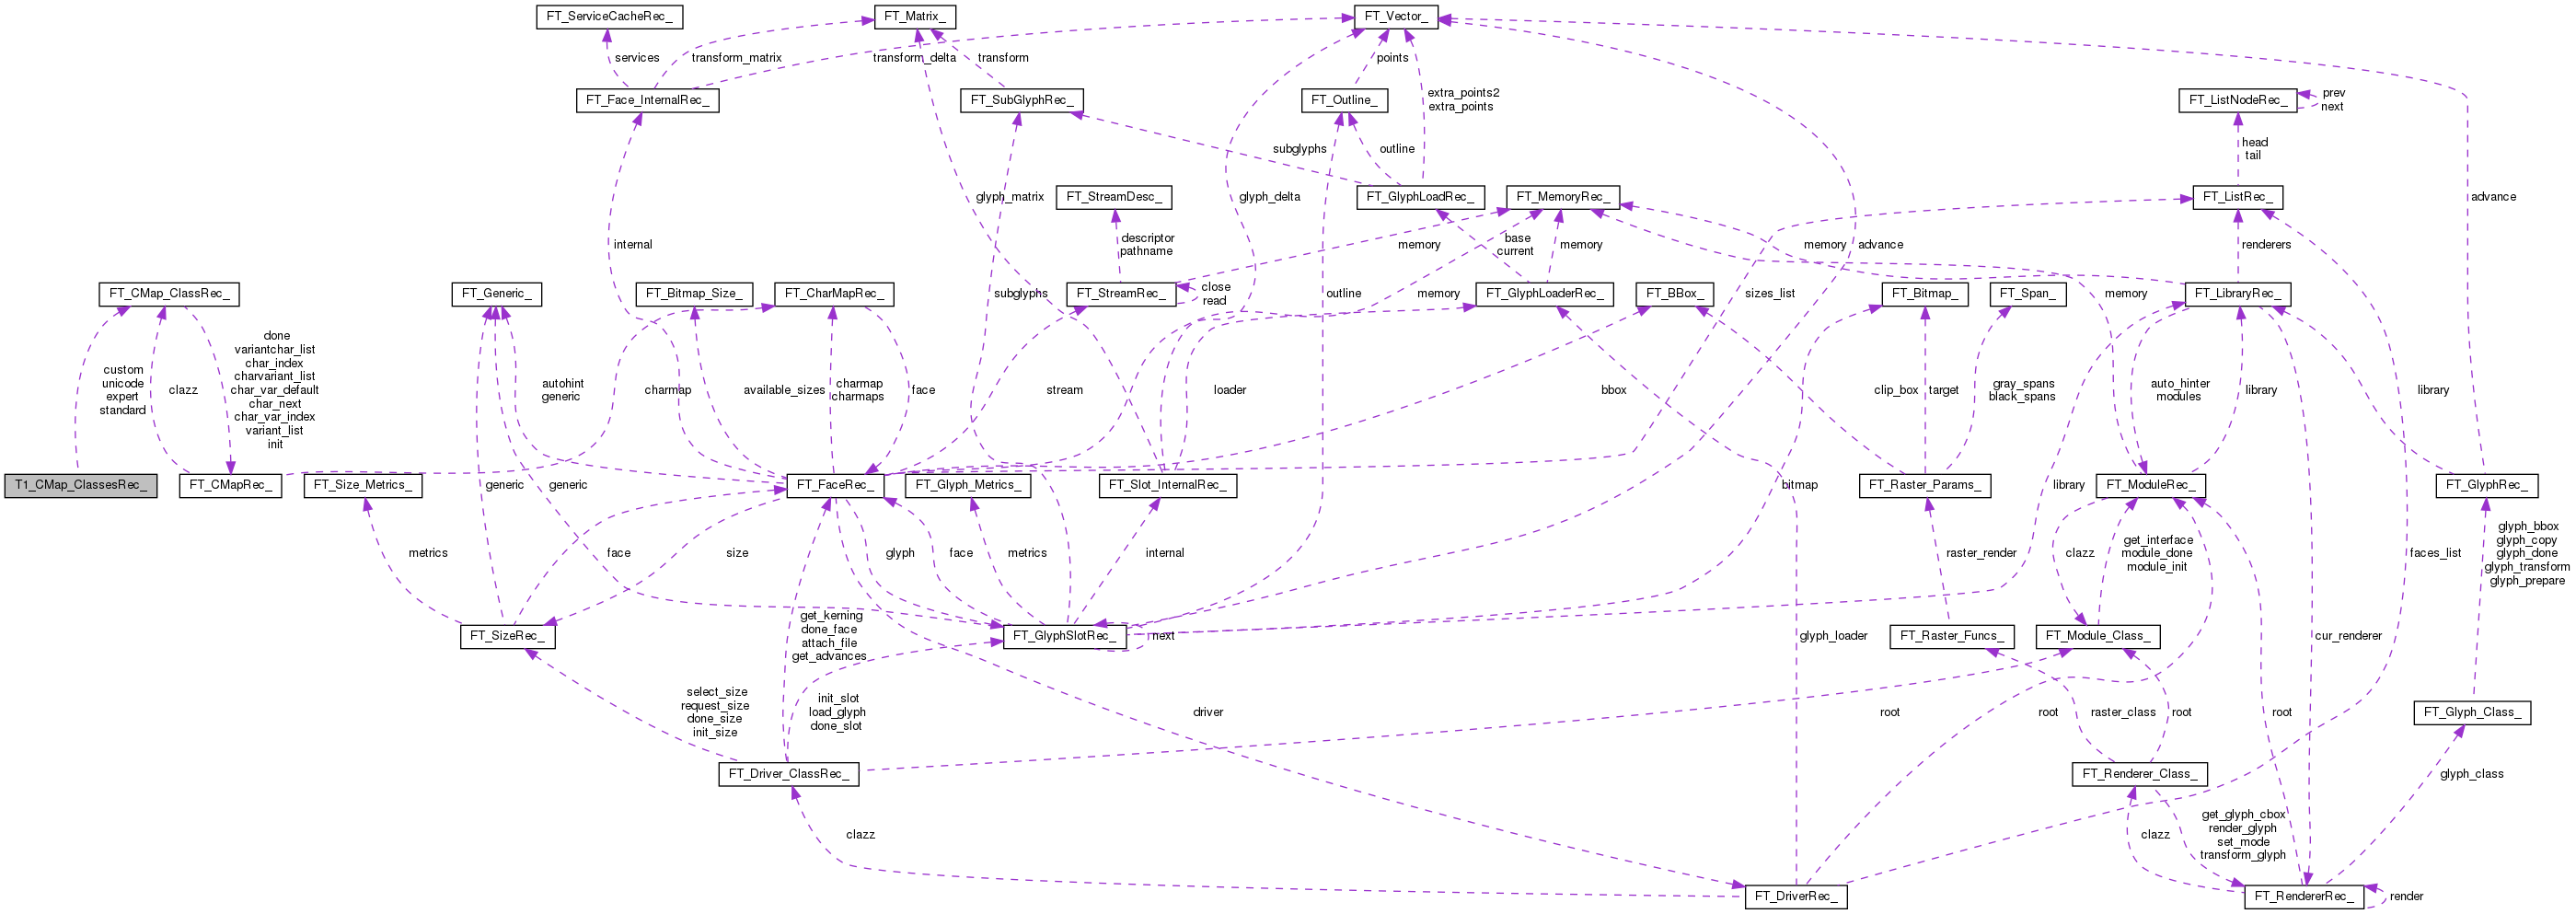 FT_ServiceCacheRec_
FT_Matrix_
FT_Vector_
services
transform_matrix
transform_delta
transform
points
FT_Face_InternalRec_
FT_SubGlyphRec_
FT_Outline_
extra_points2
extra_points
FT_ListNodeRec_
prev
next
subglyphs
outline
head
tail
glyph_matrix
FT_StreamDesc_
glyph_delta
FT_GlyphLoadRec_
FT_MemoryRec_
FT_ListRec_
advance
internal
descriptor
pathname
memory
base
current
memory
advance
memory
renderers
FT_CMap_ClassRec_
FT_Generic_
FT_Bitmap_Size_
FT_CharMapRec_
subglyphs
FT_StreamRec_
close
read
outline
memory
FT_GlyphLoaderRec_
FT_BBox_
sizes_list
FT_Bitmap_
FT_Span_
memory
FT_LibraryRec_
custom
unicode
expert
standard
clazz
done
variantchar_list
char_index
charvariant_list
char_var_default
char_next
char_var_index
variant_list
init
autohint
generic
charmap
available_sizes
charmap
charmaps
face
stream
loader
bbox
clip_box
target
gray_spans
black_spans
auto_hinter
modules
library
library
T1_CMap_ClassesRec_
FT_CMapRec_
FT_Size_Metrics_
generic
generic
FT_FaceRec_
FT_Glyph_Metrics_
FT_Slot_InternalRec_
bitmap
FT_Raster_Params_
library
FT_ModuleRec_
FT_GlyphRec_
metrics
face
size
glyph
face
metrics
internal
raster_render
clazz
get_interface
module_done
module_init
faces_list
glyph_bbox
glyph_copy
glyph_done
glyph_transform
glyph_prepare
FT_SizeRec_
get_kerning
done_face
attach_file
get_advances
FT_GlyphSlotRec_
next
glyph_loader
FT_Raster_Funcs_
FT_Module_Class_
cur_renderer
select_size
request_size
done_size
init_size
init_slot
load_glyph
done_slot
driver
root
root
raster_class
root
root
FT_Glyph_Class_
FT_Driver_ClassRec_
FT_Renderer_Class_
glyph_class
clazz
clazz
get_glyph_cbox
render_glyph
set_mode
transform_glyph
FT_DriverRec_
FT_RendererRec_
render